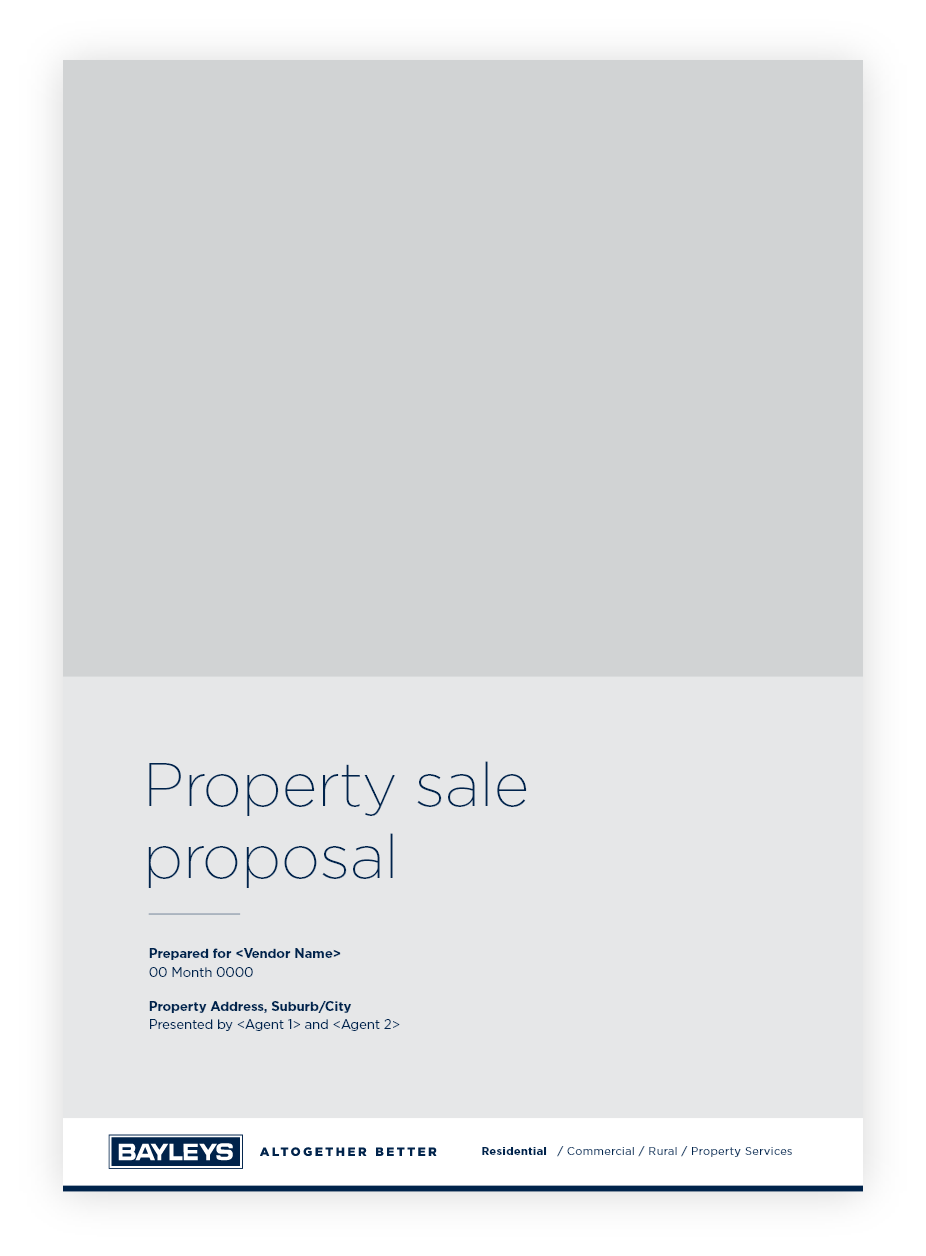 Property sale
proposal
Prepared for <Vendor Name>
00 Month 0000
Property Address, Suburb/City
Presented by <Agent 1> and <Agent 2>
BAYLEYS ALTOGETHER BETTER Residential / Commercial / Rural / Property Services